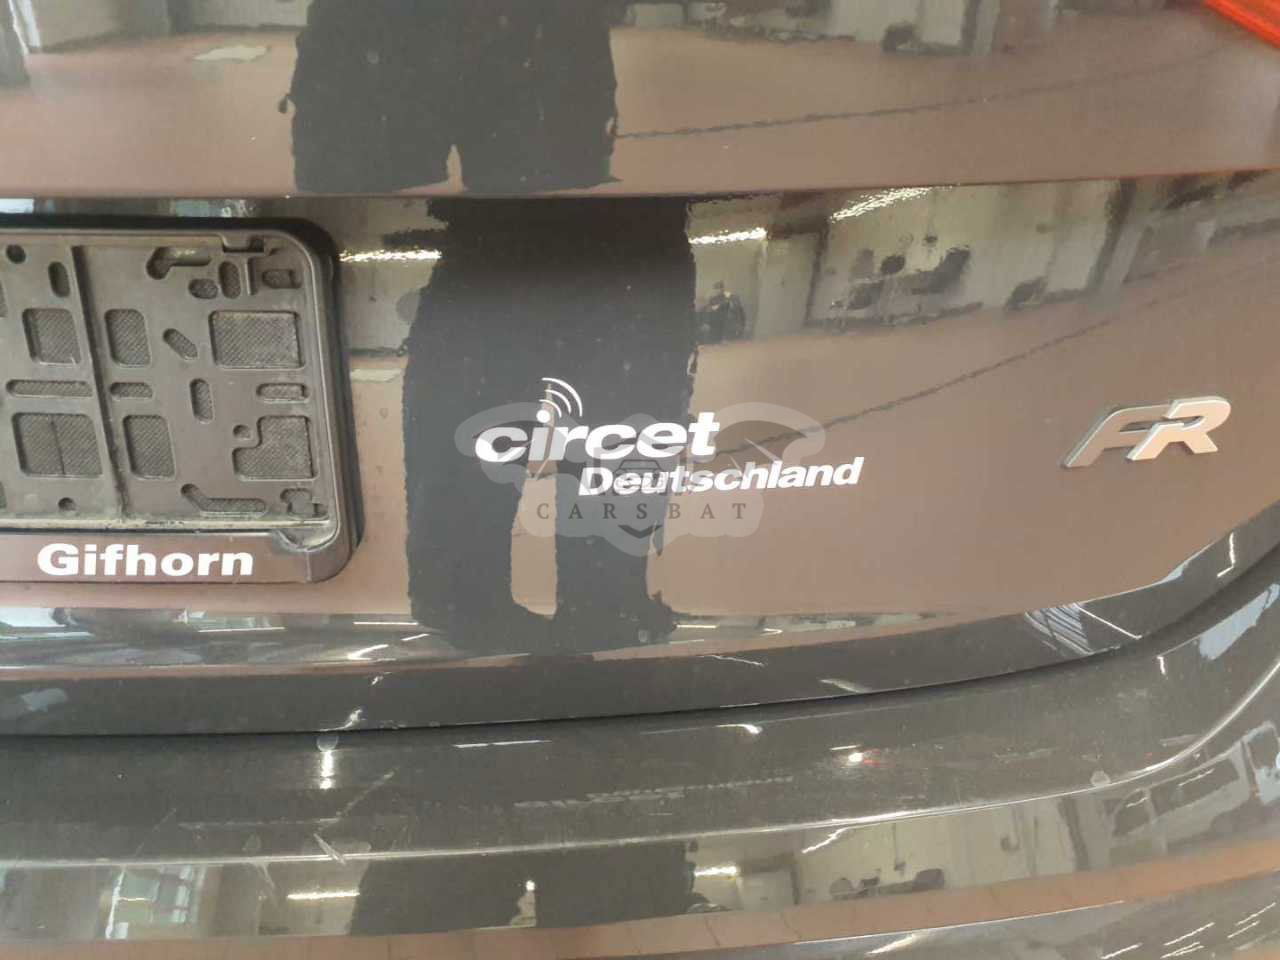 circet
Deutschland
FR
CARSBAT
Gifhorn